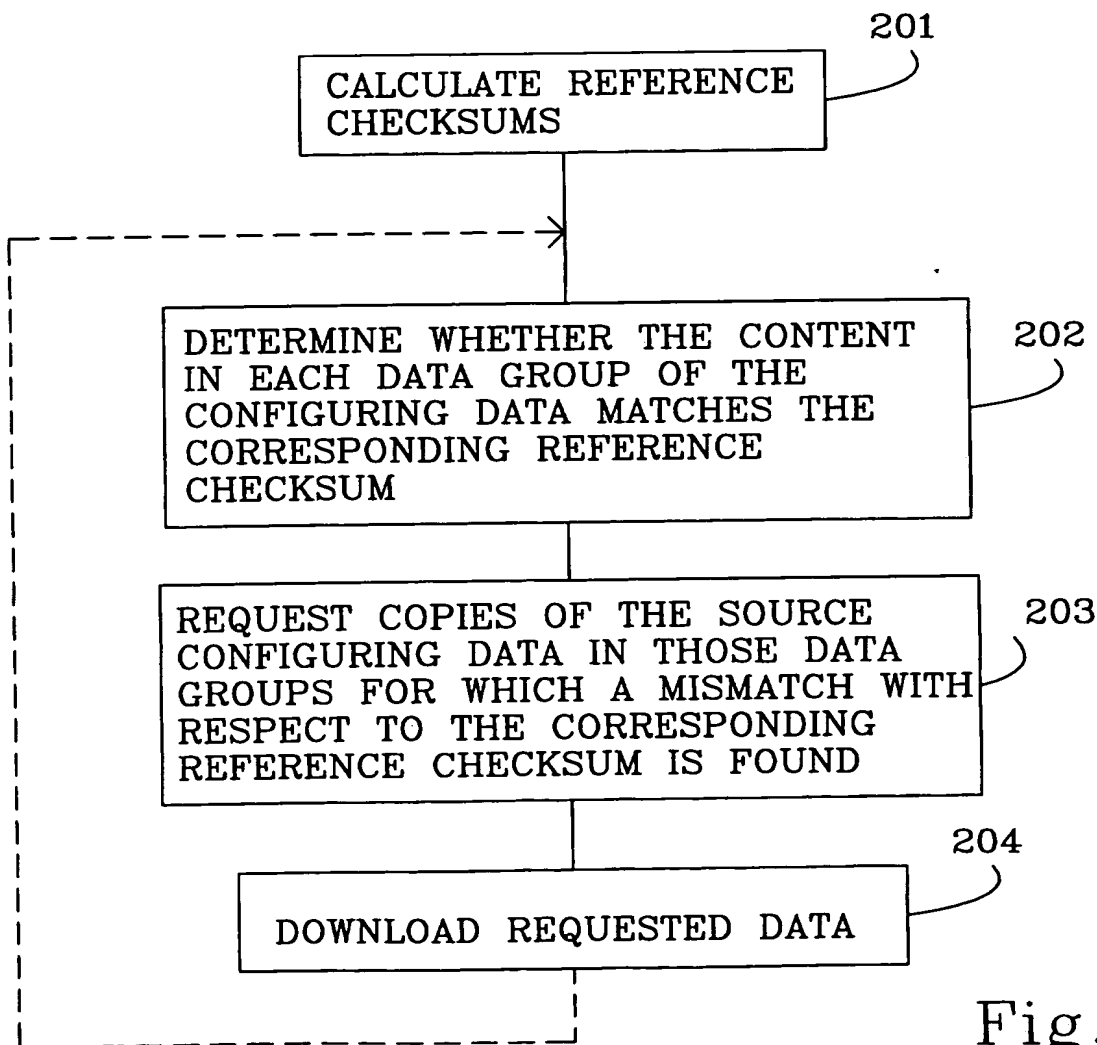 201
CALCULATE REFERENCE
CHECKSUMS
DETERMINE WHETHER THE CONTENT
IN EACH DATA GROUP OF THE
CONFIGURING DATA MATCHES THE
CORRESPONDING REFERENCE
CHECKSUM
202
REQUEST COPIES OF THE SOURCE
CONFIGURING DATA IN THOSE DATA
GROUPS FOR WHICH A MISMATCH WITH
RESPECT TO THE CORRESPONDING
REFERENCE CHECKSUM IS FOUND
203
204
DOWNLOAD REQUESTED DATA
Fig.